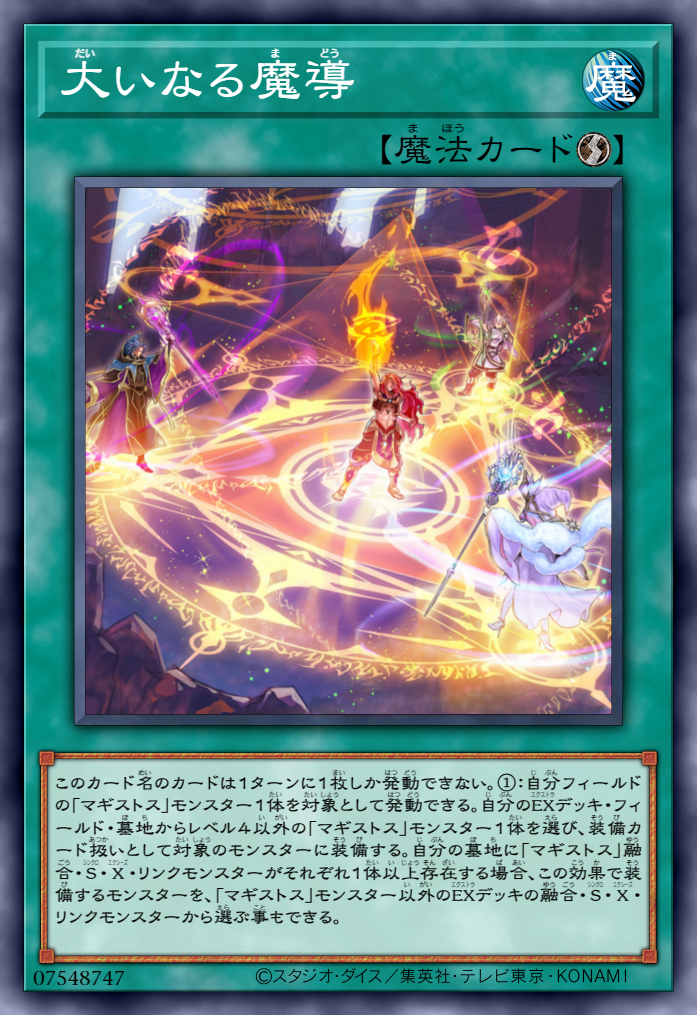 大いなる魔導
魔
【魔法カード】
このカード名のカードは1ターンに1枚しか発動できない。①:自分フィールド
の「マギストス」モンスター1体を対象として発動できる。自分のEXデッキ・フィ
ールド・墓地からレベル4以外の「マギストス」モンスター1体を選び、装備カ
ード扱いとして対象のモンスターに装備する。自分の墓地に「マギストス」融
合・S・X・リンクモンスターがそれぞれ1体以上存在する場合、この効果で装
備するモンスターを、「マギストス」モンスター以外のEXデッキの融合・S・X・
リンクモンスターから選ぶ事もできる。
07548747
©スタジオ・ダイス／集英社・テレビ東京・KONAMI